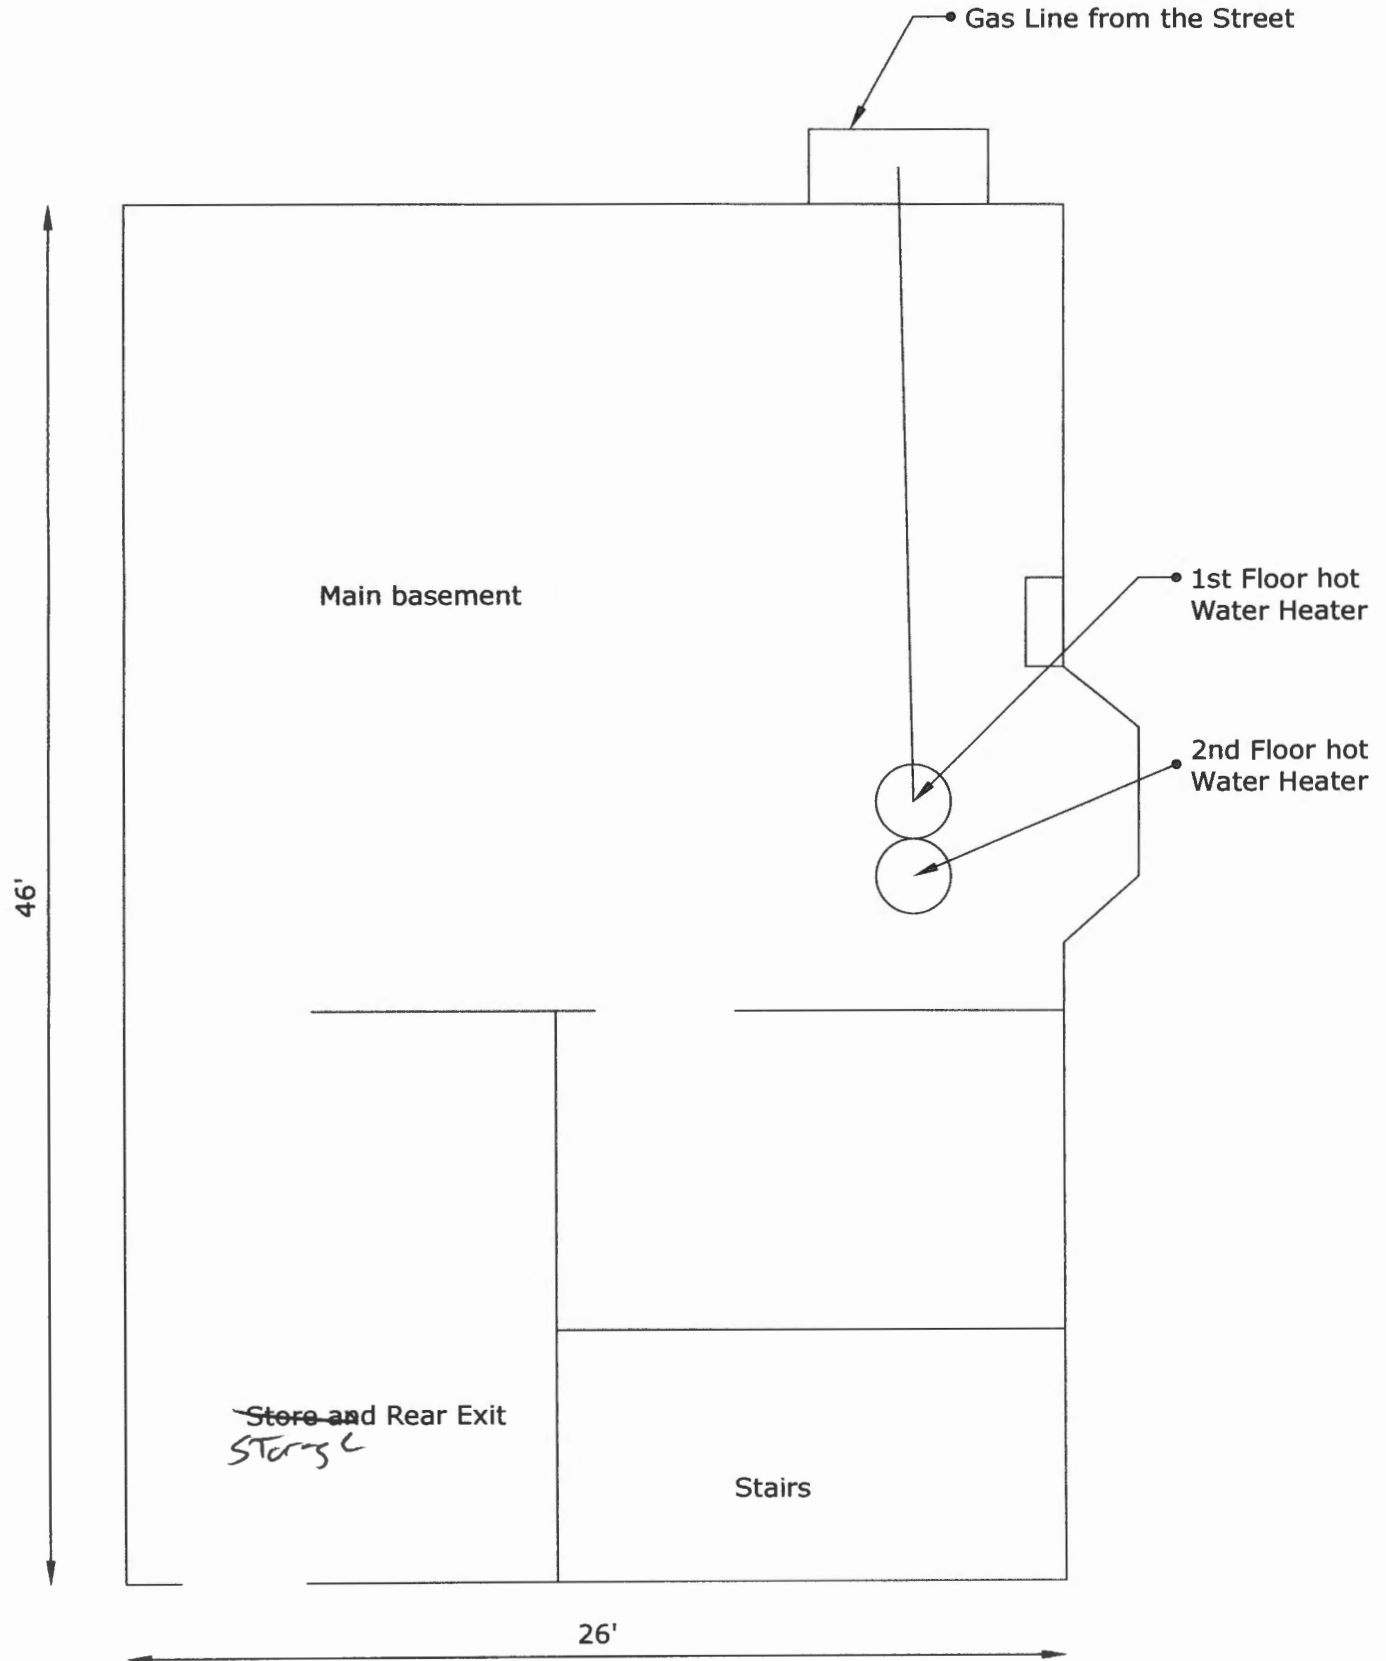 Gas Line from the Street
1st Floor hot
Water Heater
Main basement
2nd Floor hot
Water Heater
46'
Store and Rear Exit
Storage
Stairs
26'